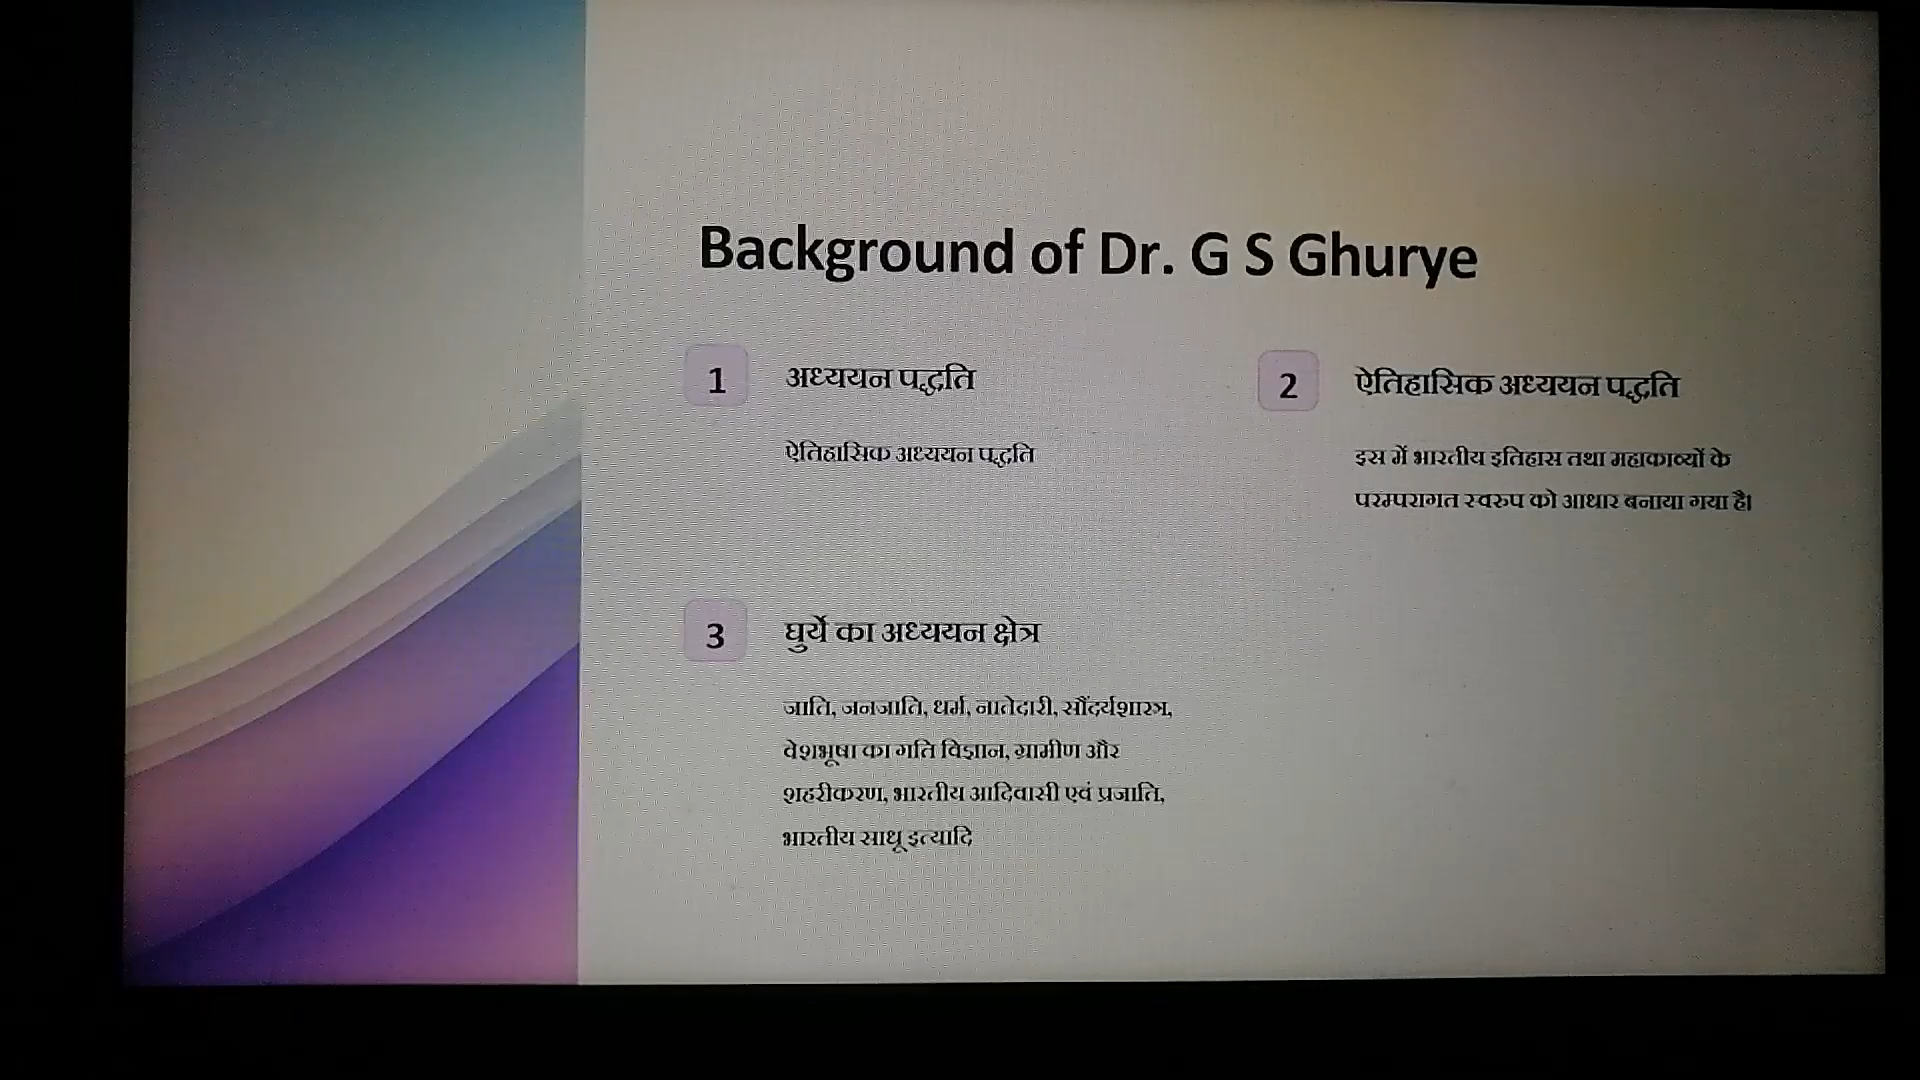 Background of Dr. G S Ghurye
1 अध्ययन पद्धति
ऐतिहासिक अध्ययन पद्धति
2 ऐतिहासिक अध्ययन पद्धति
इस में भारतीय इतिहास तथा महाकाव्यों के
परम्परागत स्वरुप को आधार बनाया गया है।
3 घुर्ये का अध्ययन क्षेत्र
जाति, जनजाति, धर्म, नातेदारी, सौंदर्यशास्त्र,
वेशभूषा का गति विज्ञान, ग्रामीण और
शहरीकरण, भारतीय आदिवासी एवं प्रजाति,
भारतीय साधू इत्यादि